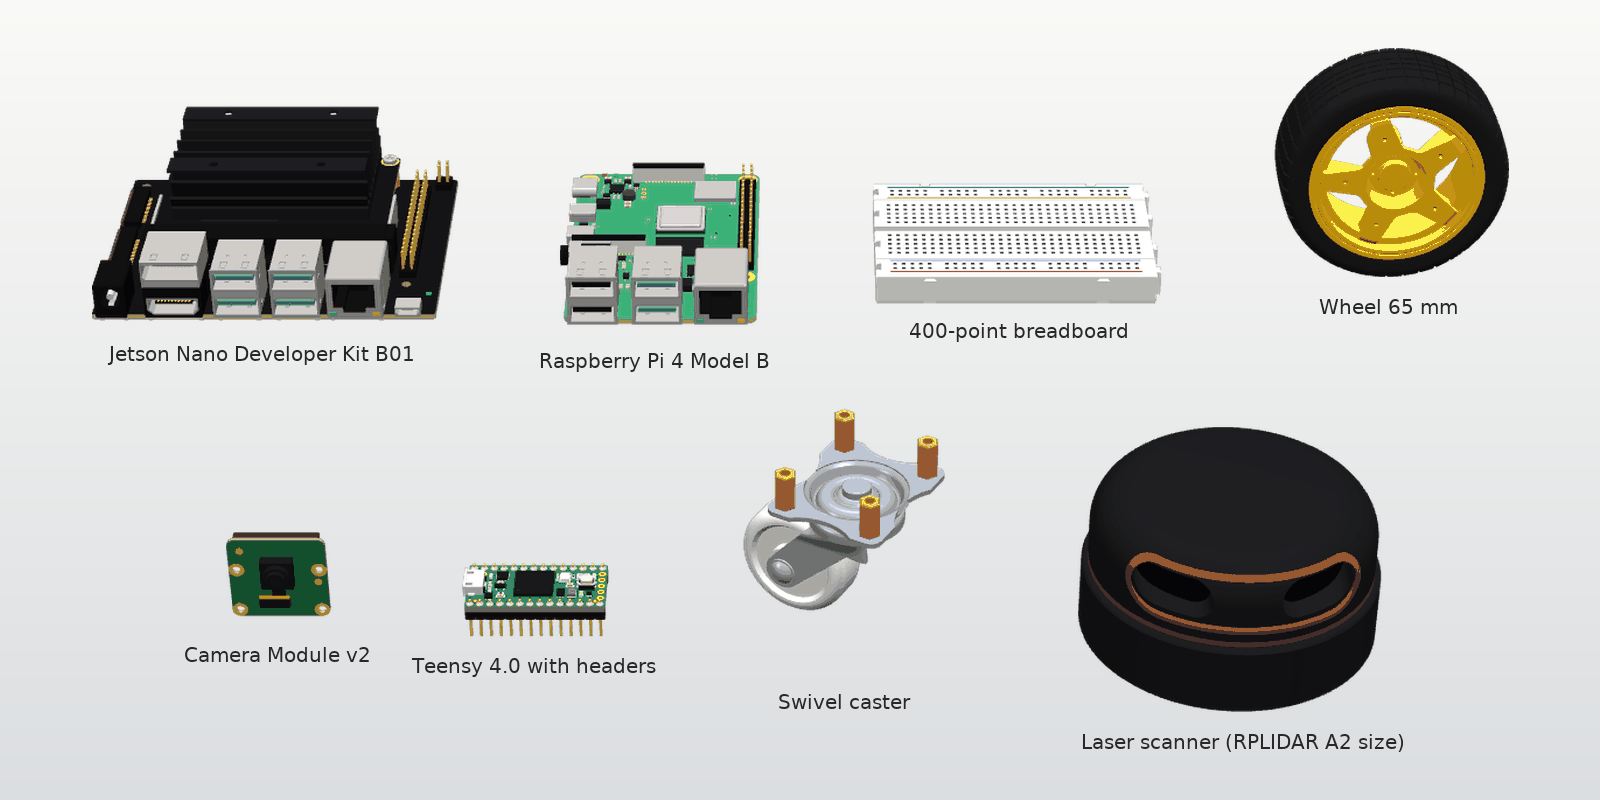 Jetson Nano Developer Kit B01
Raspberry Pi 4 Model B
400-point breadboard
Wheel 65 mm
Camera Module v2
Teensy 4.0 with headers
Swivel caster
Laser scanner (RPLIDAR A2 size)